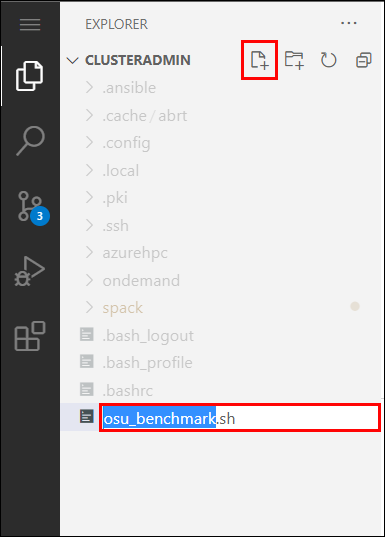 EXPLORER
CLUSTERADMIN
.ansible
.cache / abrt
.config
.local
.pki
.ssh
3
azurehpc
ondemand
spack
.bash_logout
.bash_profile
.bashrc
osu_benchmark.sh